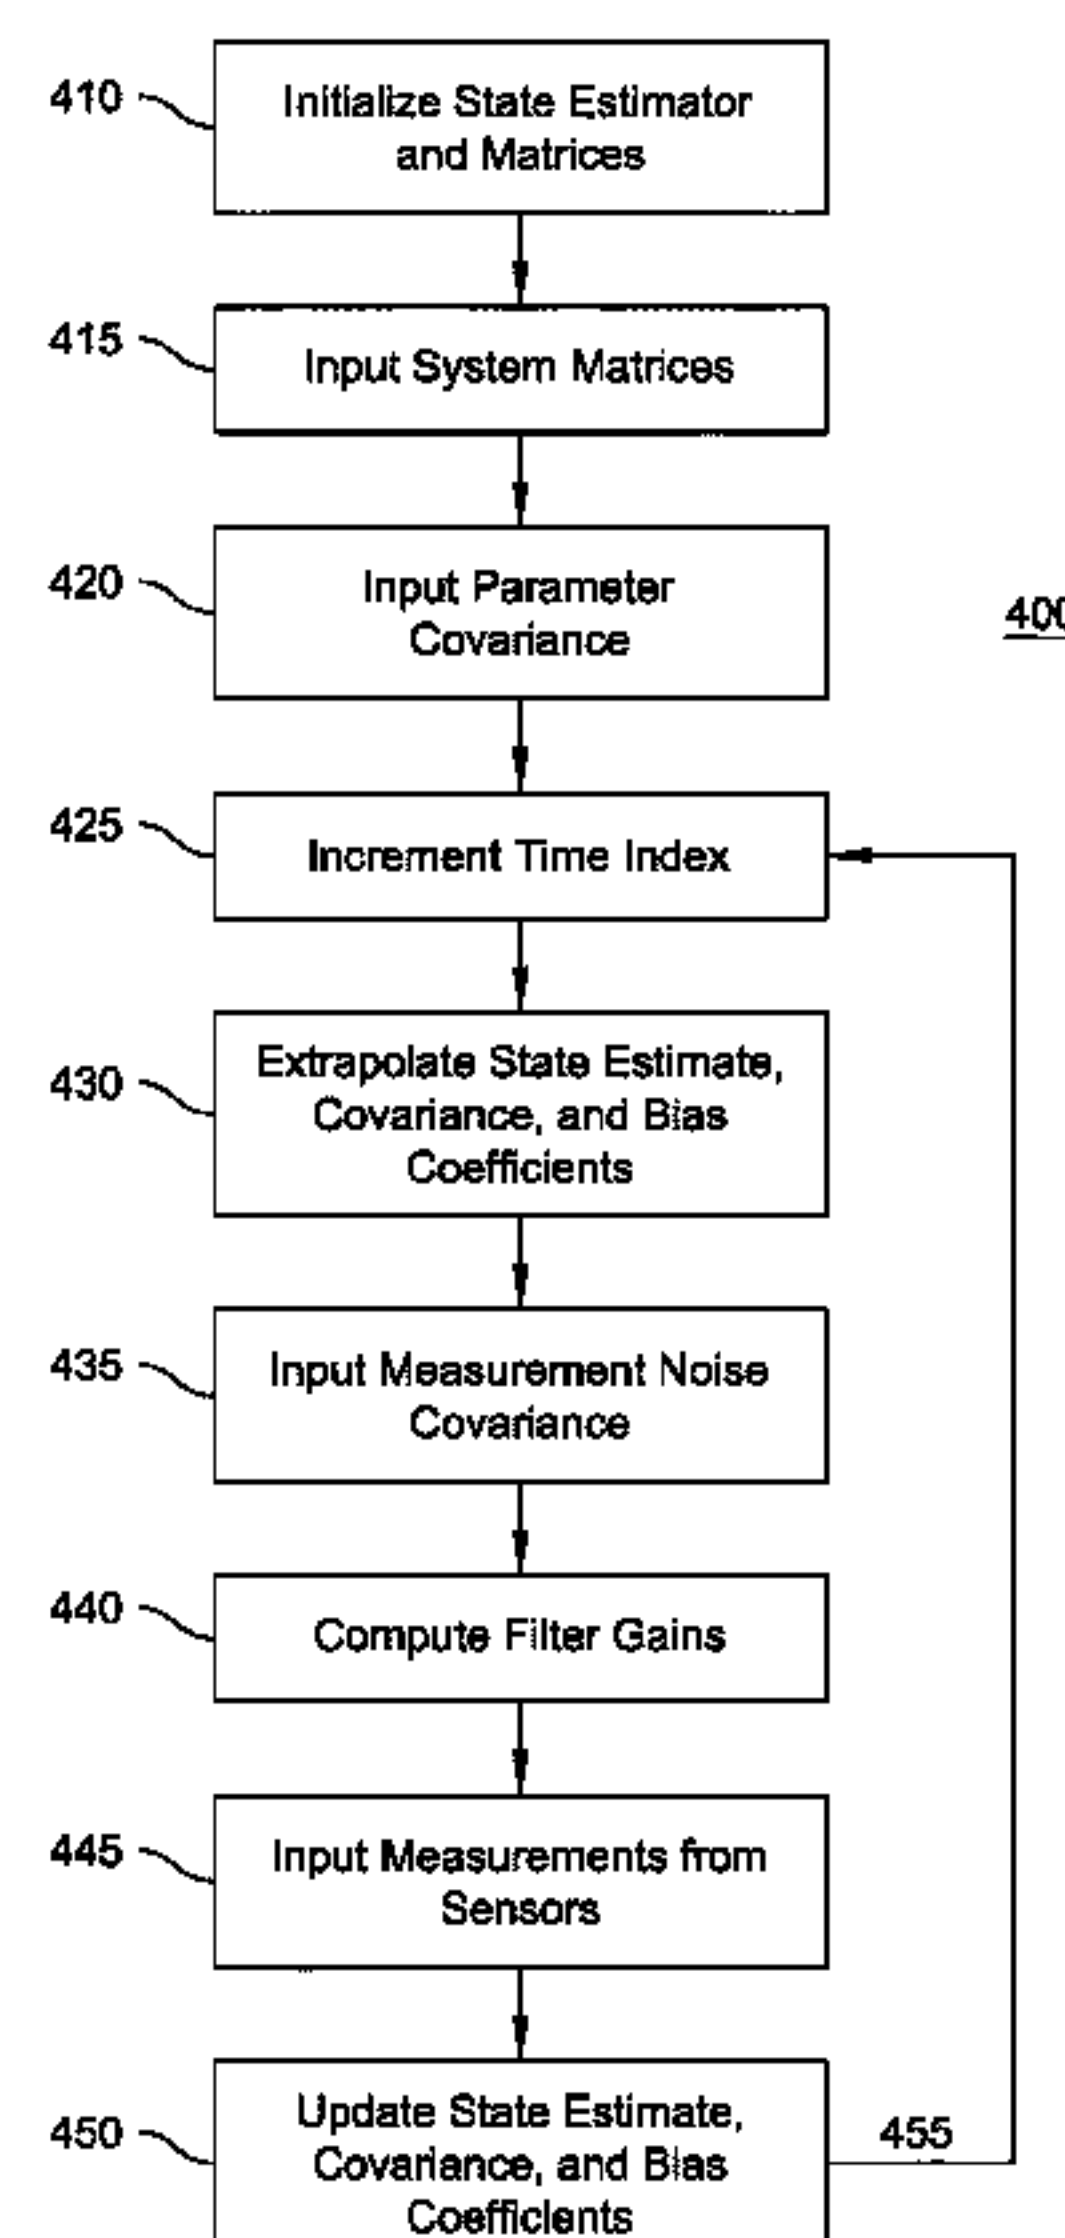 410
Initialize State Estimator
and Matrices
415
Input System Matrices
420
Input Parameter
Covariance
400
425
Increment Time Index
430
Extrapolate State Estimate,
Covariance, and Bias
Coefficients
435
Input Measurement Noise
Covariance
440
Compute Filter Gains
445
Input Measurements from
Sensors
450
Update State Estimate,
Covariance, and Bias
Coefficients
455